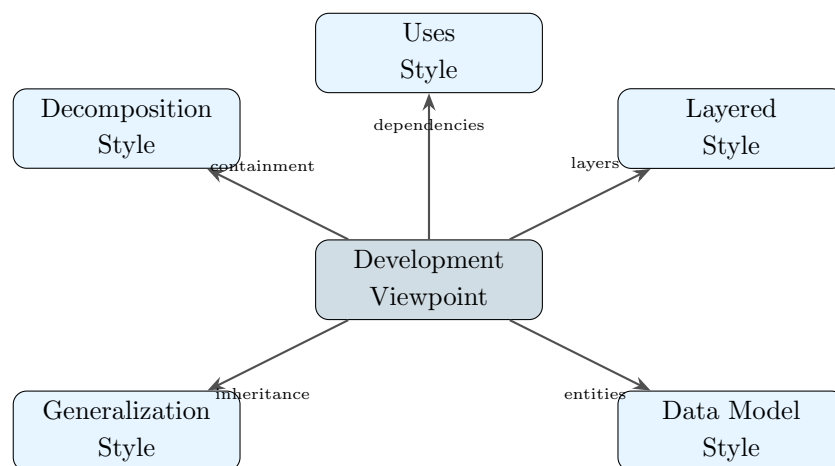 Uses
Style
Decomposition
Style
Layered
Style
dependencies
containment
layers
Development
Viewpoint
inheritance
entities
Generalization
Style
Data Model
Style